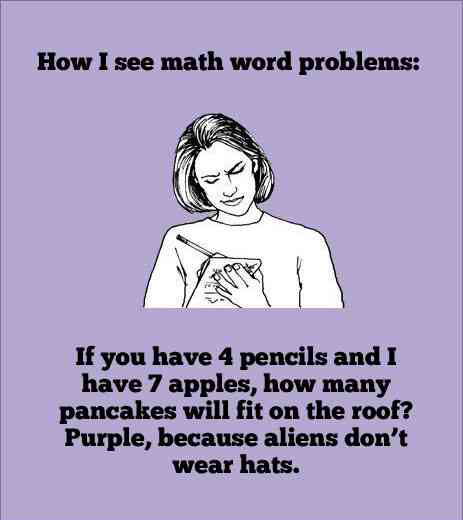 How I see math word problems:
If you have 4 pencils and I
have 7 apples, how many
pancakes will fit on the roof?
Purple, because aliens don't
wear hats.